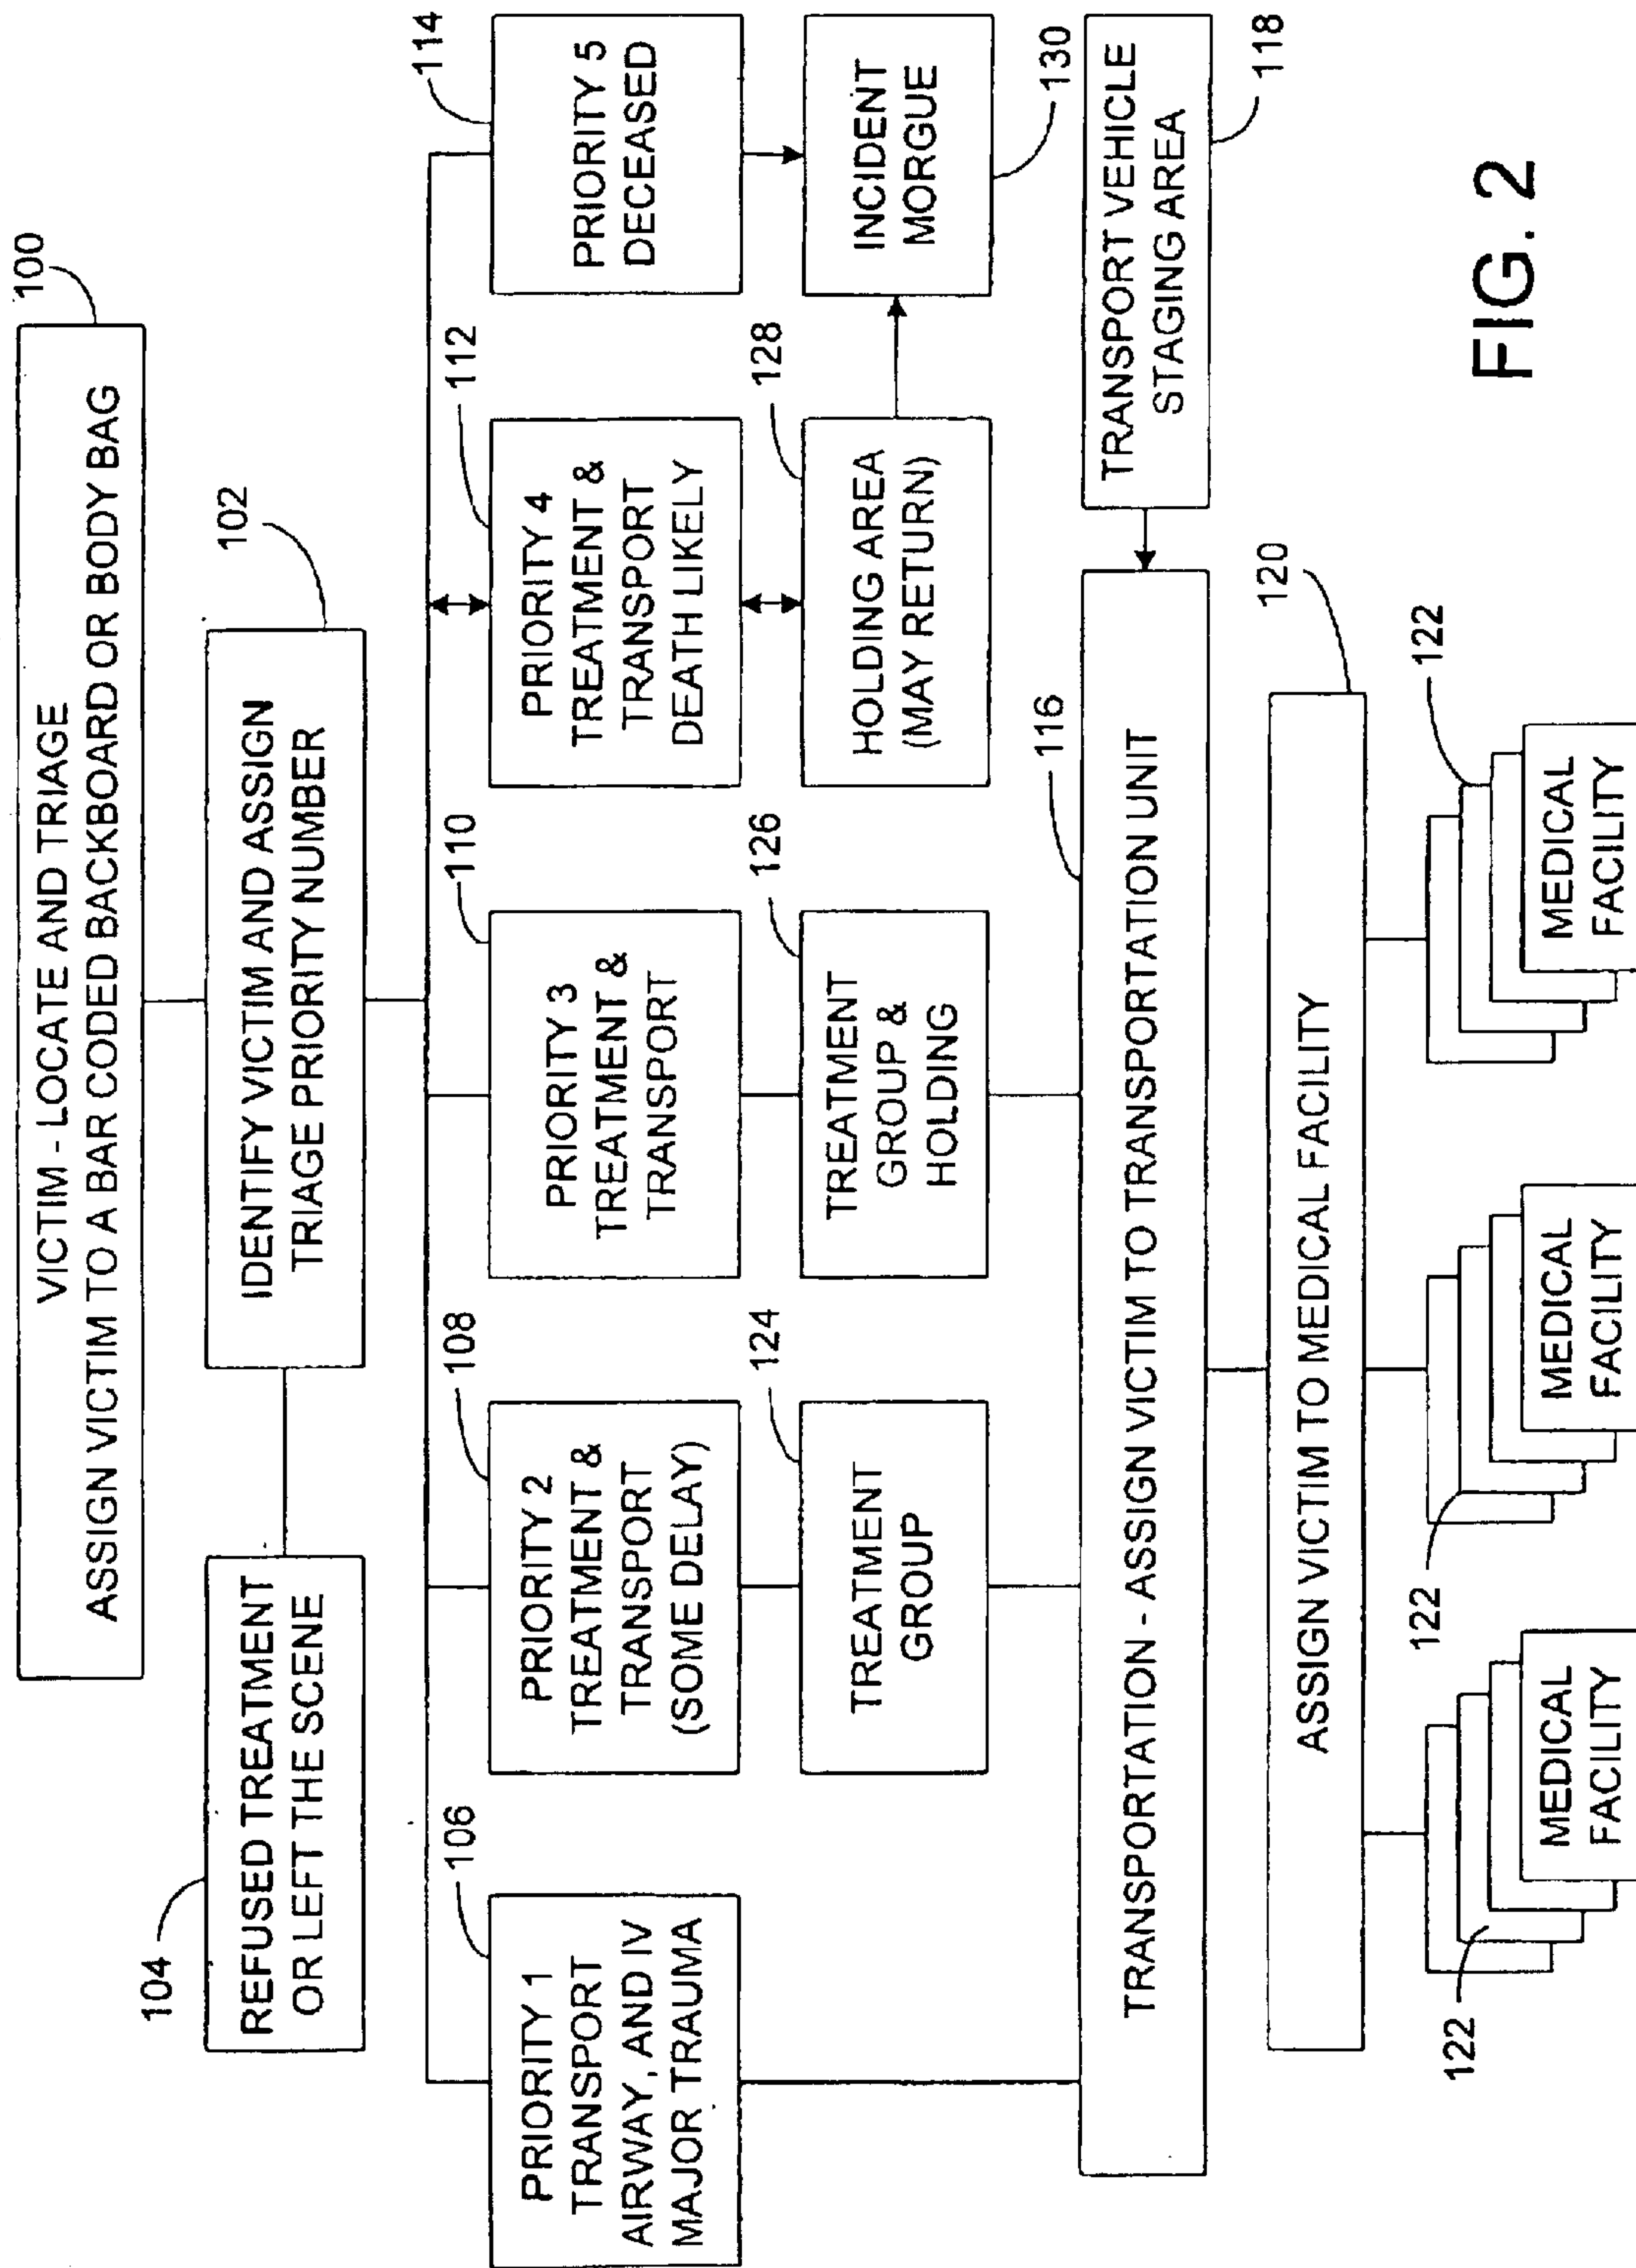 100
VICTIM - LOCATE AND TRIAGE
ASSIGN VICTIM TO A BAR CODED BACKBOARD OR BODY BAG
102
IDENTIFY VICTIM AND ASSIGN
TRIAGE PRIORITY NUMBER
104
REFUSED TREATMENT
OR LEFT THE SCENE
106
PRIORITY 1
TRANSPORT
AIRWAY, AND IV
MAJOR TRAUMA
108
PRIORITY 2
TREATMENT &
TRANSPORT
(SOME DELAY)
110
PRIORITY 3
TREATMENT &
TRANSPORT
112
PRIORITY 4
TREATMENT &
TRANSPORT
DEATH LIKELY
114
PRIORITY 5
DECEASED
124
TREATMENT
GROUP
126
TREATMENT
GROUP &
HOLDING
128
HOLDING AREA
(MAY RETURN)
INCIDENT
MORGUE
130
116
TRANSPORTATION - ASSIGN VICTIM TO TRANSPORTATION UNIT
TRANSPORT VEHICLE
STAGING AREA
118
120
ASSIGN VICTIM TO MEDICAL FACILITY
122
MEDICAL
FACILITY
122
MEDICAL
FACILITY
122
MEDICAL
FACILITY
FIG. 2